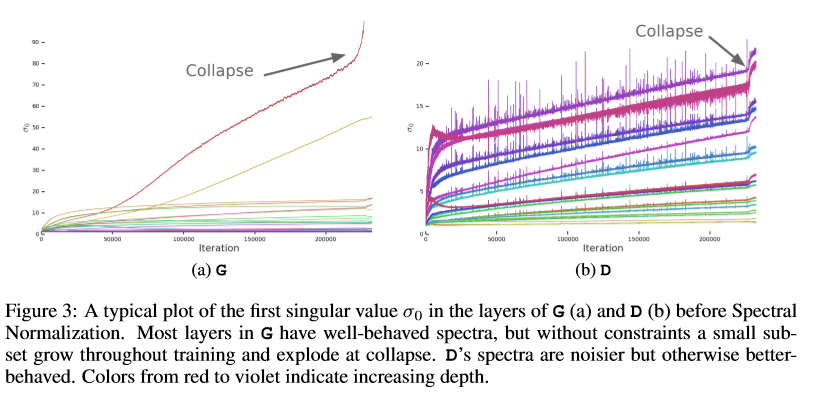 Collapse
90
80
70
60
50
40
30
20
10
0
σ0
0 50000 100000 150000 200000
Iteration
(a) G
Collapse
20
15
10
5
0
σ0
0 50000 100000 150000 200000
Iteration
(b) D
Figure 3: A typical plot of the first singular value σ0 in the layers of G (a) and D (b) before Spectral
Normalization. Most layers in G have well-behaved spectra, but without constraints a small sub-
set grow throughout training and explode at collapse. D's spectra are noisier but otherwise better-
behaved. Colors from red to violet indicate increasing depth.